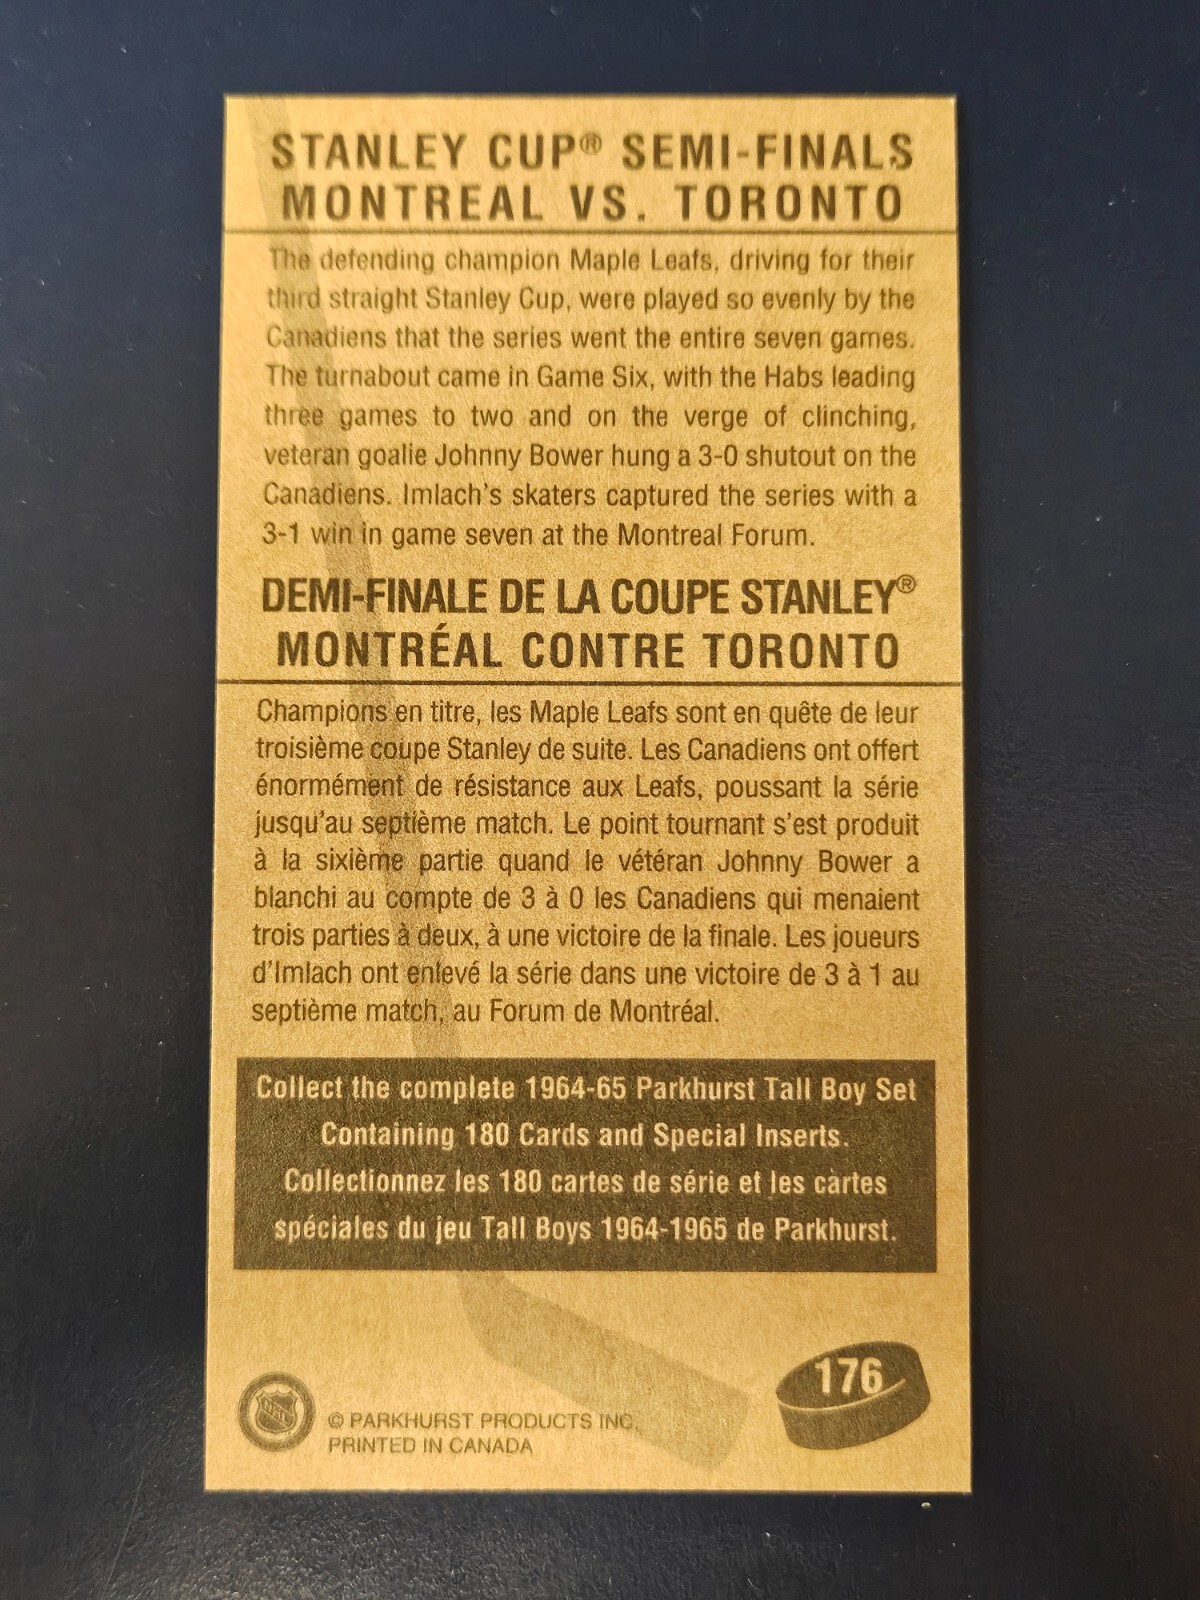 STANLEY CUP® SEMI-FINALS
MONTREAL VS. TORONTO
The defending champion Maple Leafs, driving for their
third straight Stanley Cup, were played so evenly by the
Canadiens that the series went the entire seven games.
The turnabout came in Game Six, with the Habs leading
three games to two and on the verge of clinching,
veteran goalie Johnny Bower hung a 3-0 shutout on the
Canadiens. Imlach's skaters captured the series with a
3-1 win in game seven at the Montreal Forum.
DEMI-FINALE DE LA COUPE STANLEY®
MONTRÉAL CONTRE TORONTO
Champions en titre, les Maple Leafs sont en quête de leur
troisième coupe Stanley de suite. Les Canadiens ont offert
énormément de résistance aux Leafs, poussant la série
jusqu'au septième match. Le point tournant s'est produit
à la sixième partie quand le vétéran Johnny Bower a
blanchi au compte de 3 à 0 les Canadiens qui menaient
trois parties à deux, à une victoire de la finale. Les joueurs
d'Imlach ont enlevé la série dans une victoire de 3 à 1 au
septième match, au Forum de Montréal.
Collect the complete 1964-65 Parkhurst Tall Boy Set
Containing 180 Cards and Special Inserts.
Collectionnez les 180 cartes de série et les cartes
spéciales du jeu Tall Boys 1964-1965 de Parkhurst.
176
NHL
© PARKHURST PRODUCTS INC.
PRINTED IN CANADA